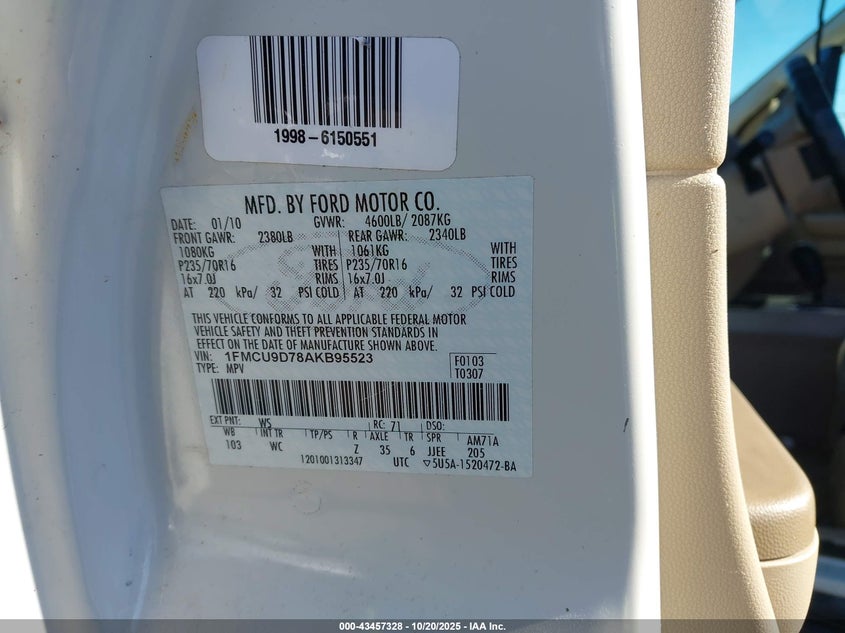 1998-6150551
MFD. BY FORD MOTOR CO.
DATE: 01/10 GVWR: 4600LB/ 2087KG
FRONT GAWR: 2380LB REAR GAWR: 2340LB
1080KG WITH 1061KG WITH
P235/70R16 TIRES P235/70R16 TIRES
16x7.0J RIMS 16x7.0J RIMS
AT 220 kPa/ 32 PSI COLD AT 220 kPa/ 32 PSI COLD
THIS VEHICLE CONFORMS TO ALL APPLICABLE FEDERAL MOTOR
VEHICLE SAFETY AND THEFT PREVENTION STANDARDS IN
EFFECT ON THE DATE OF MANUFACTURE SHOWN ABOVE.
VIN: 1FMCU9D78AKB95523 F0103
TYPE: MPV T0307
EXT PNT: WS RC: 71 DSO:
WB INT TR TP/PS R AXLE TR SPR AM71A
103 WC Z 35 6 JJEE 205
1201001313347 UTC ▽5U5A-1520472-BA
000-43457328 | 10/20/2025 - IAA Inc.